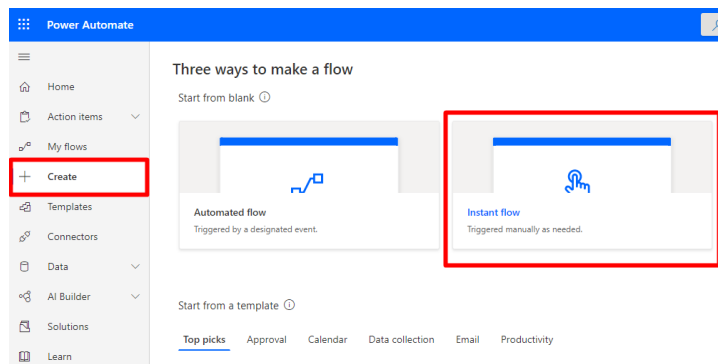 Power Automate
Three ways to make a flow
Start from blank
Home
Action items
My flows
Create
Templates
Connectors
Data
AI Builder
Solutions
Learn
Automated flow
Triggered by a designated event.
Instant flow
Triggered manually as needed.
Start from a template
Top picks Approval Calendar Data collection Email Productivity